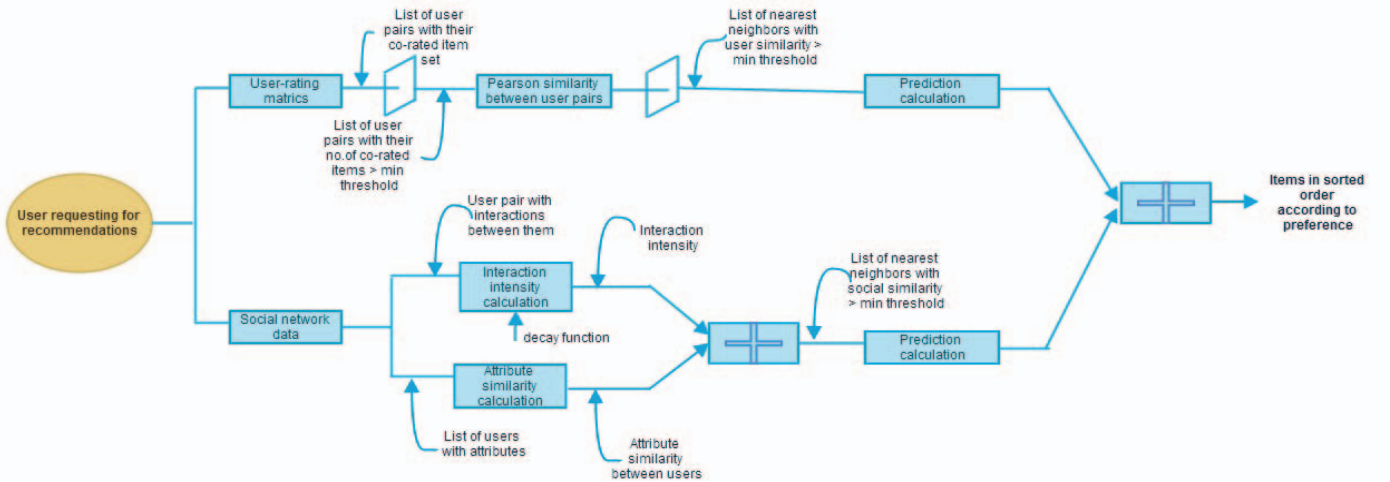 List of user
pairs with their
co-rated item
set
List of nearest
neighbors with
user similarity >
min threshold
User-rating
matrics
Pearson similarity
between user pairs
Prediction
calculation
List of user
pairs with their
no.of co-rated
items > min
threshold
User requesting for
recommendations
Items in sorted
order
according to
preference
User pair with
interactions
between them
Interaction
intensity
Interaction
intensity
calculation
List of nearest
neighbors with
social similarity
> min threshold
Social network
data
decay function
Prediction
calculation
Attribute
similarity
calculation
List of users
with attributes
Attribute
similarity
between users